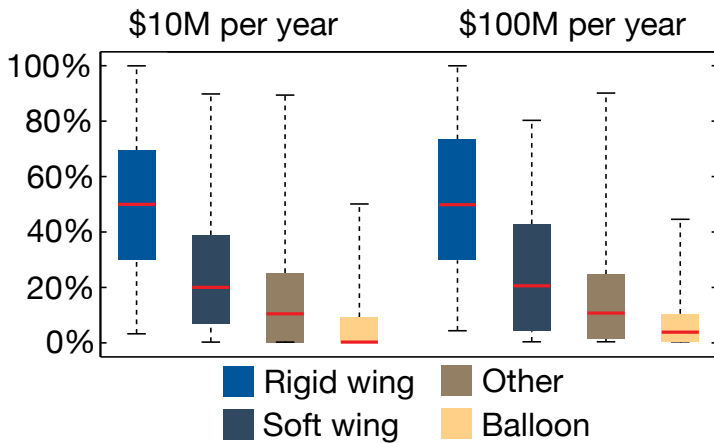 $10M per year $100M per year
100%
80%
60%
40%
20%
0%
Rigid wing Other
Soft wing Balloon